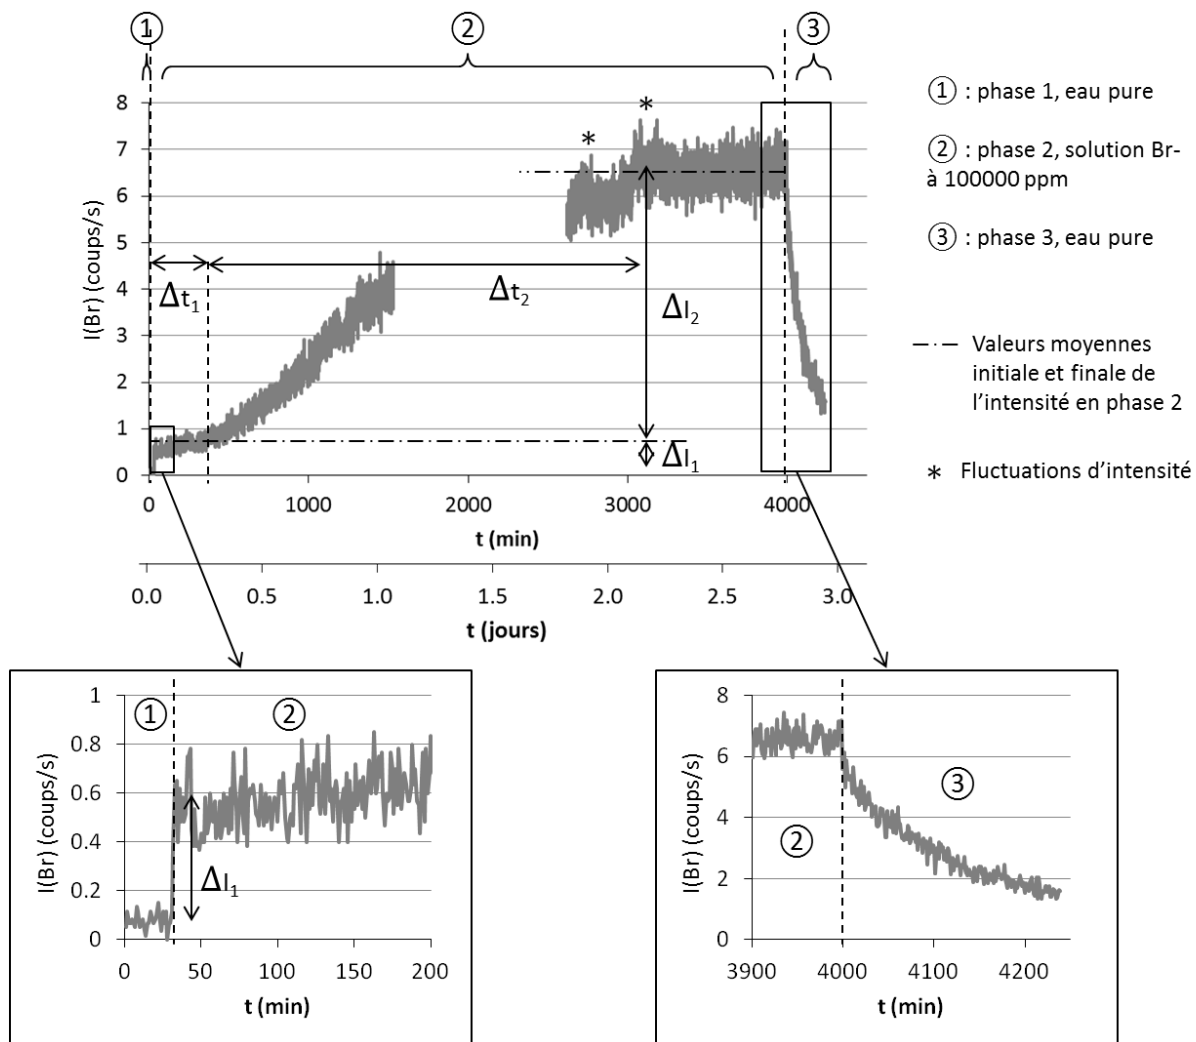 ①
②
③
8
7
6
5
4
3
2
1
0
I(Br) (coups/s)
*
*
Δt₁
Δt₂
ΔI₂
ΔI₁
0 1000 2000 3000 4000
t (min)
0.0 0.5 1.0 1.5 2.0 2.5 3.0
t (jours)
① : phase 1, eau pure
② : phase 2, solution Br-
à 100000 ppm
③ : phase 3, eau pure
Valeurs moyennes
initiale et finale de
l’intensité en phase 2
* Fluctuations d’intensité
1
0.8
0.6
0.4
0.2
0
I(Br) (coups/s)
①
②
ΔI₁
0 50 100 150 200
t (min)
8
6
4
2
0
I(Br) (coups/s)
②
③
3900 4000 4100 4200
t (min)